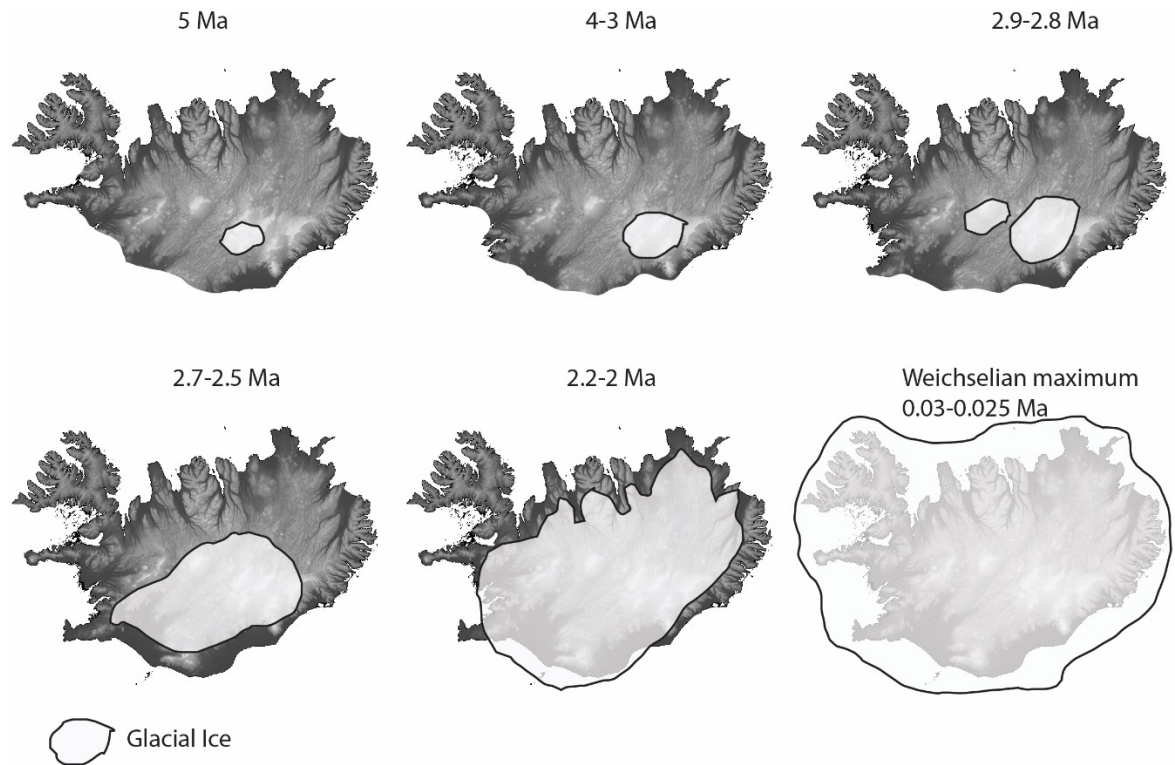 5 Ma
4-3 Ma
2.9-2.8 Ma
2.7-2.5 Ma
2.2-2 Ma
Weichselian maximum
0.03-0.025 Ma
Glacial Ice